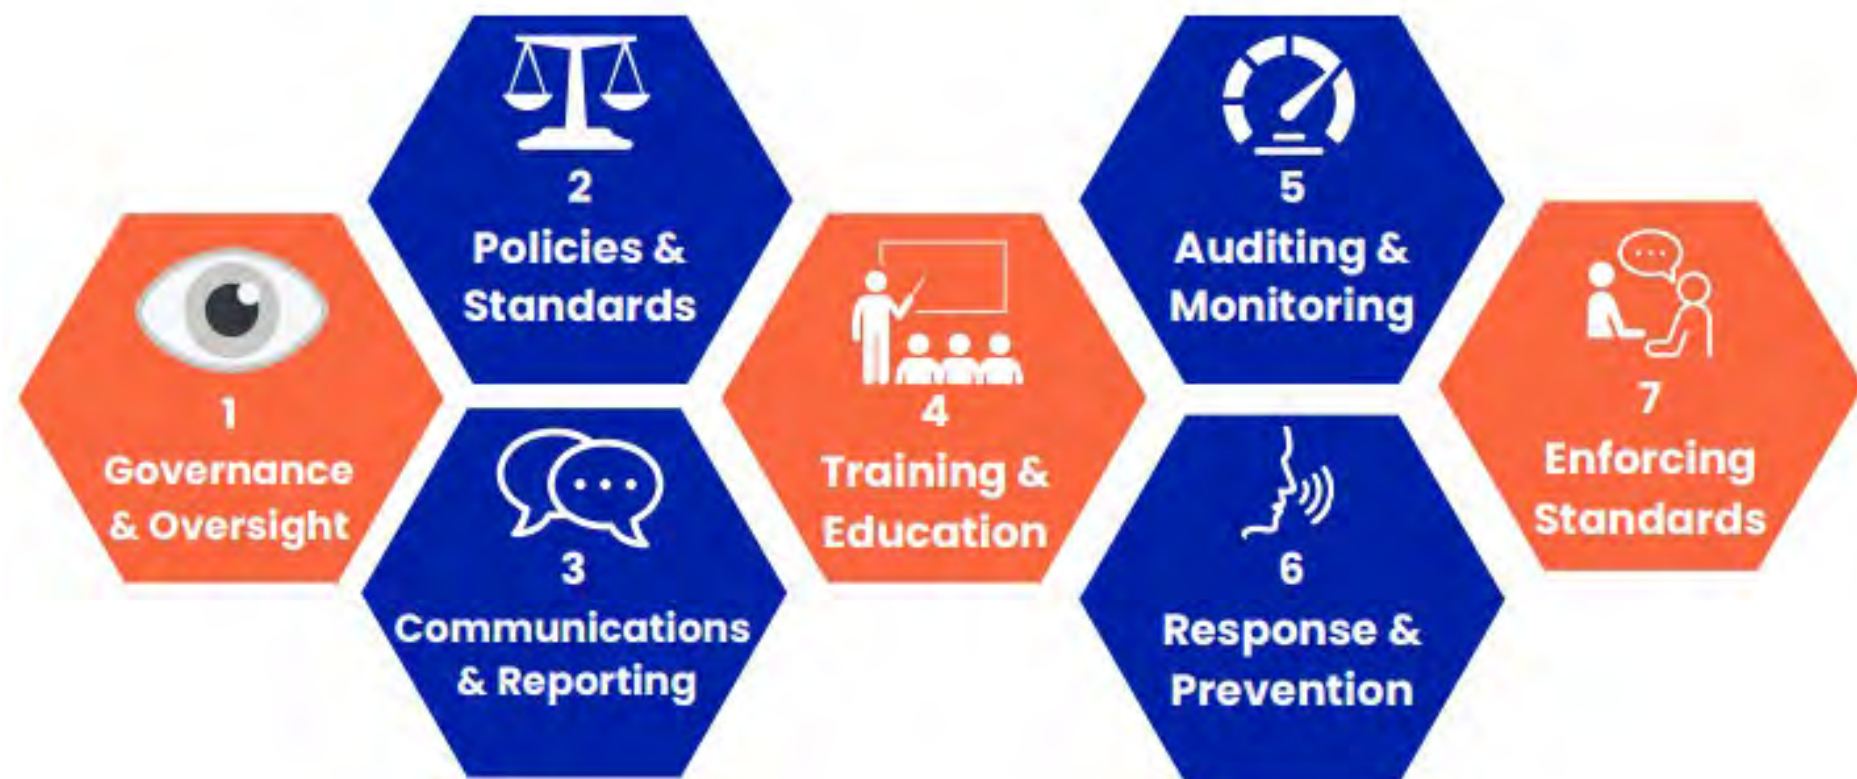 1
Governance
& Oversight
2
Policies &
Standards
3
Communications
& Reporting
4
Training &
Education
5
Auditing &
Monitoring
6
Response &
Prevention
7
Enforcing
Standards